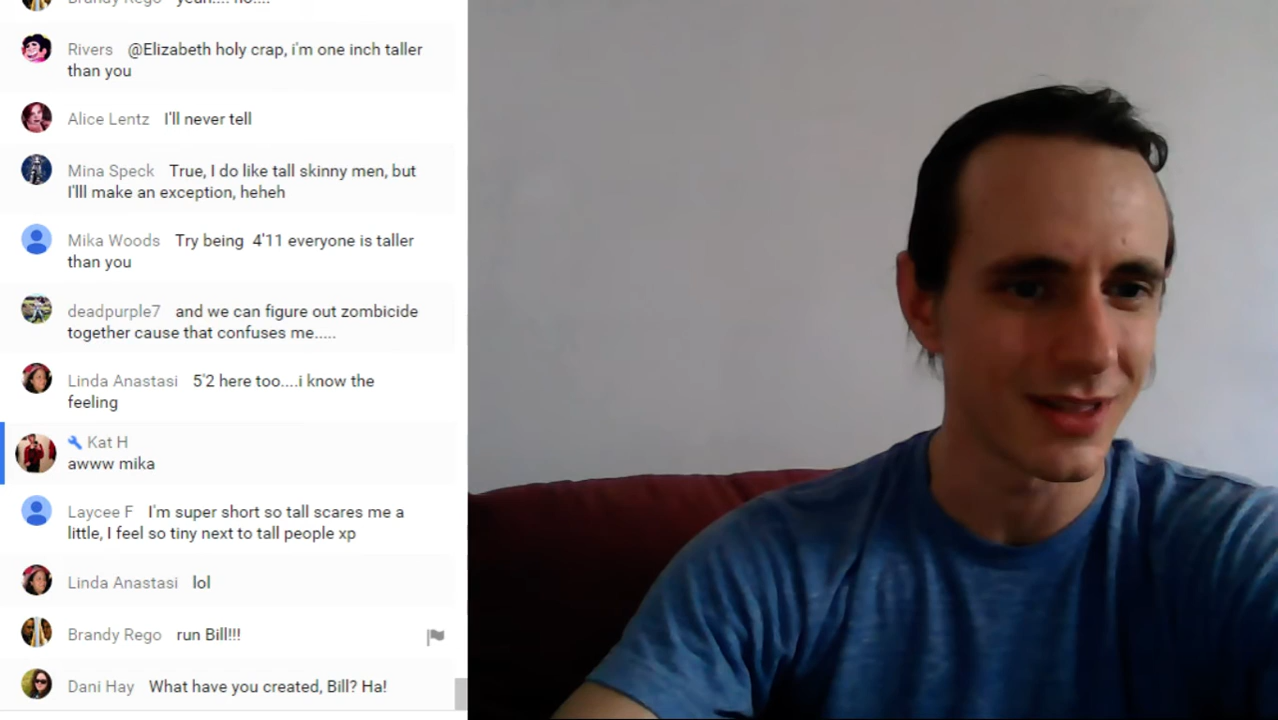 Brandy Rego yeah.... no....
Rivers @Elizabeth holy crap, i'm one inch taller
than you
Alice Lentz I'll never tell
Mina Speck True, I do like tall skinny men, but
I'lll make an exception, heheh
Mika Woods Try being 4'11 everyone is taller
than you
deadpurple7 and we can figure out zombicide
together cause that confuses me.....
Linda Anastasi 5'2 here too....i know the
feeling
Kat H
awww mika
Laycee F I'm super short so tall scares me a
little, I feel so tiny next to tall people xp
Linda Anastasi lol
Brandy Rego run Bill!!!
Dani Hay What have you created, Bill? Ha!